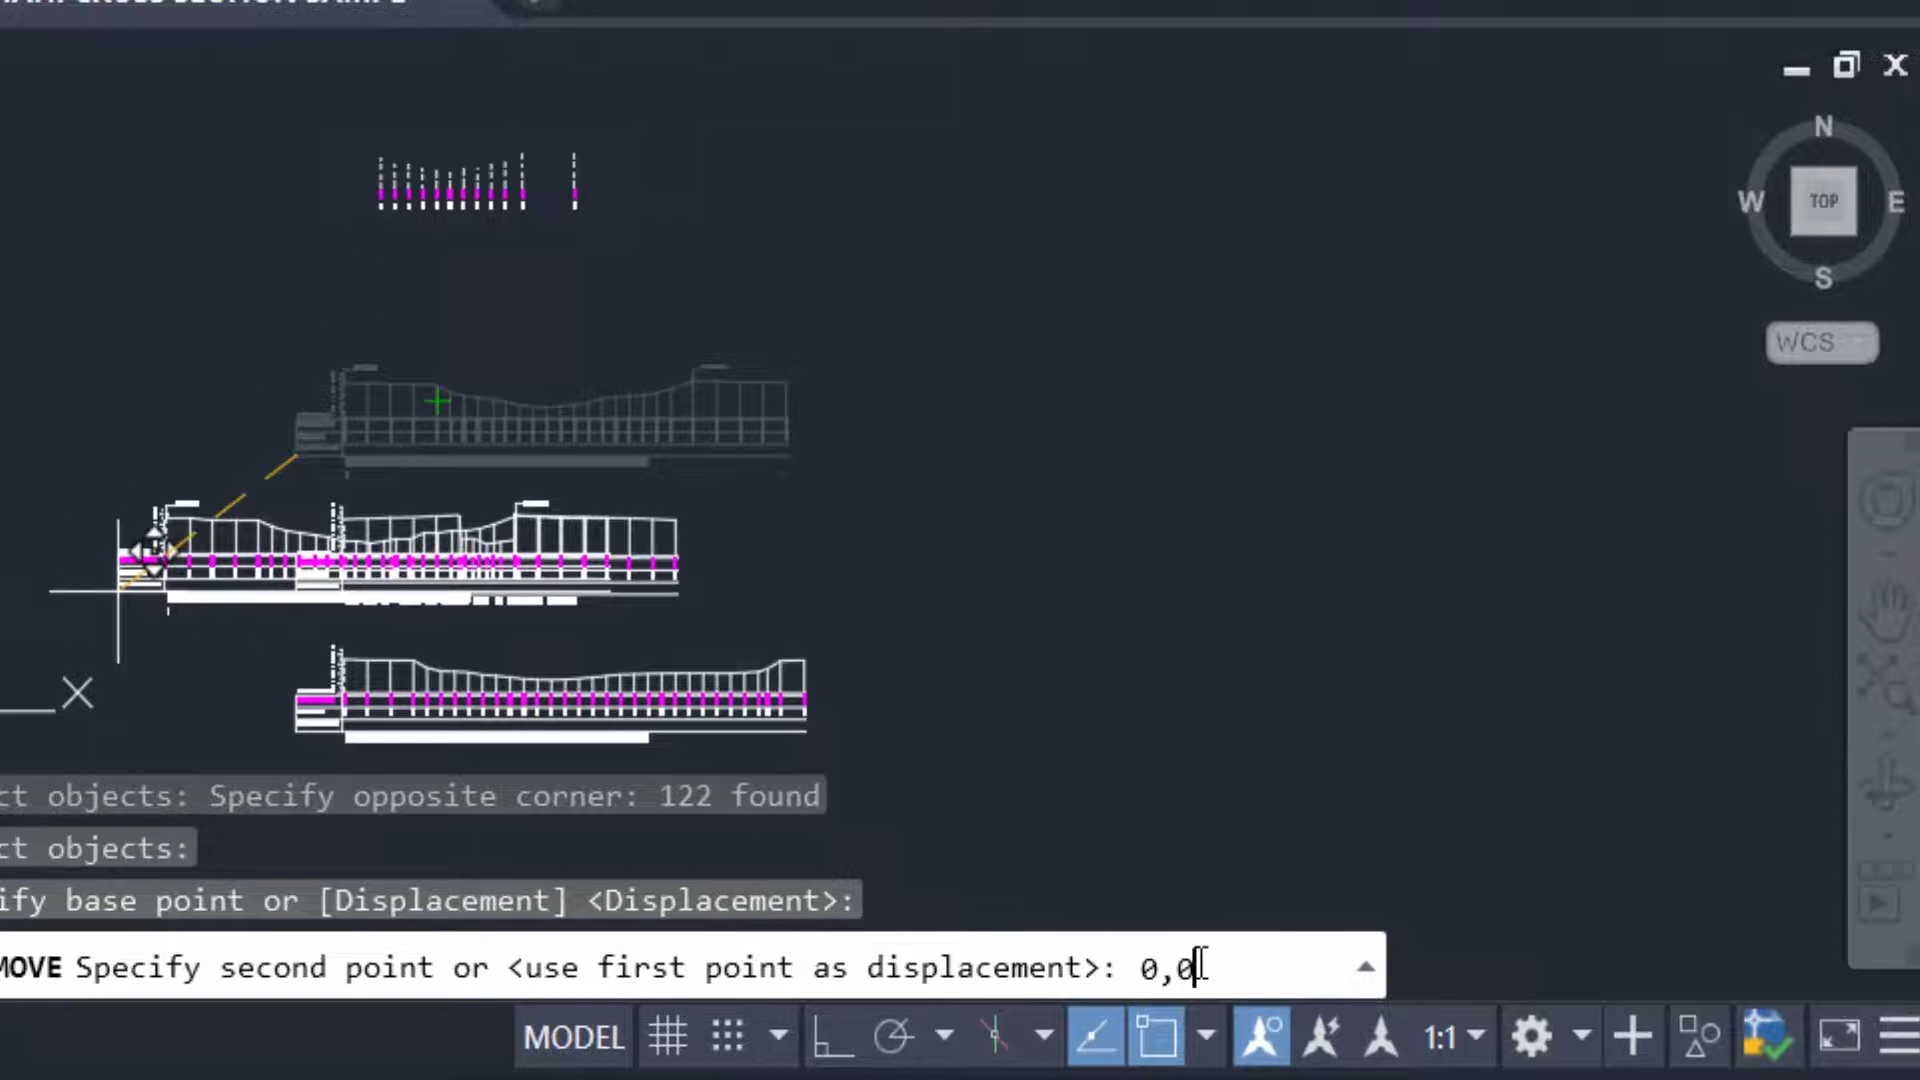 N
W
TOP
E
S
WCS
ct objects: Specify opposite corner: 122 found
ct objects:
ify base point or [Displacement] <Displacement>:
MOVE Specify second point or <use first point as displacement>: 0,0
MODEL
1:1